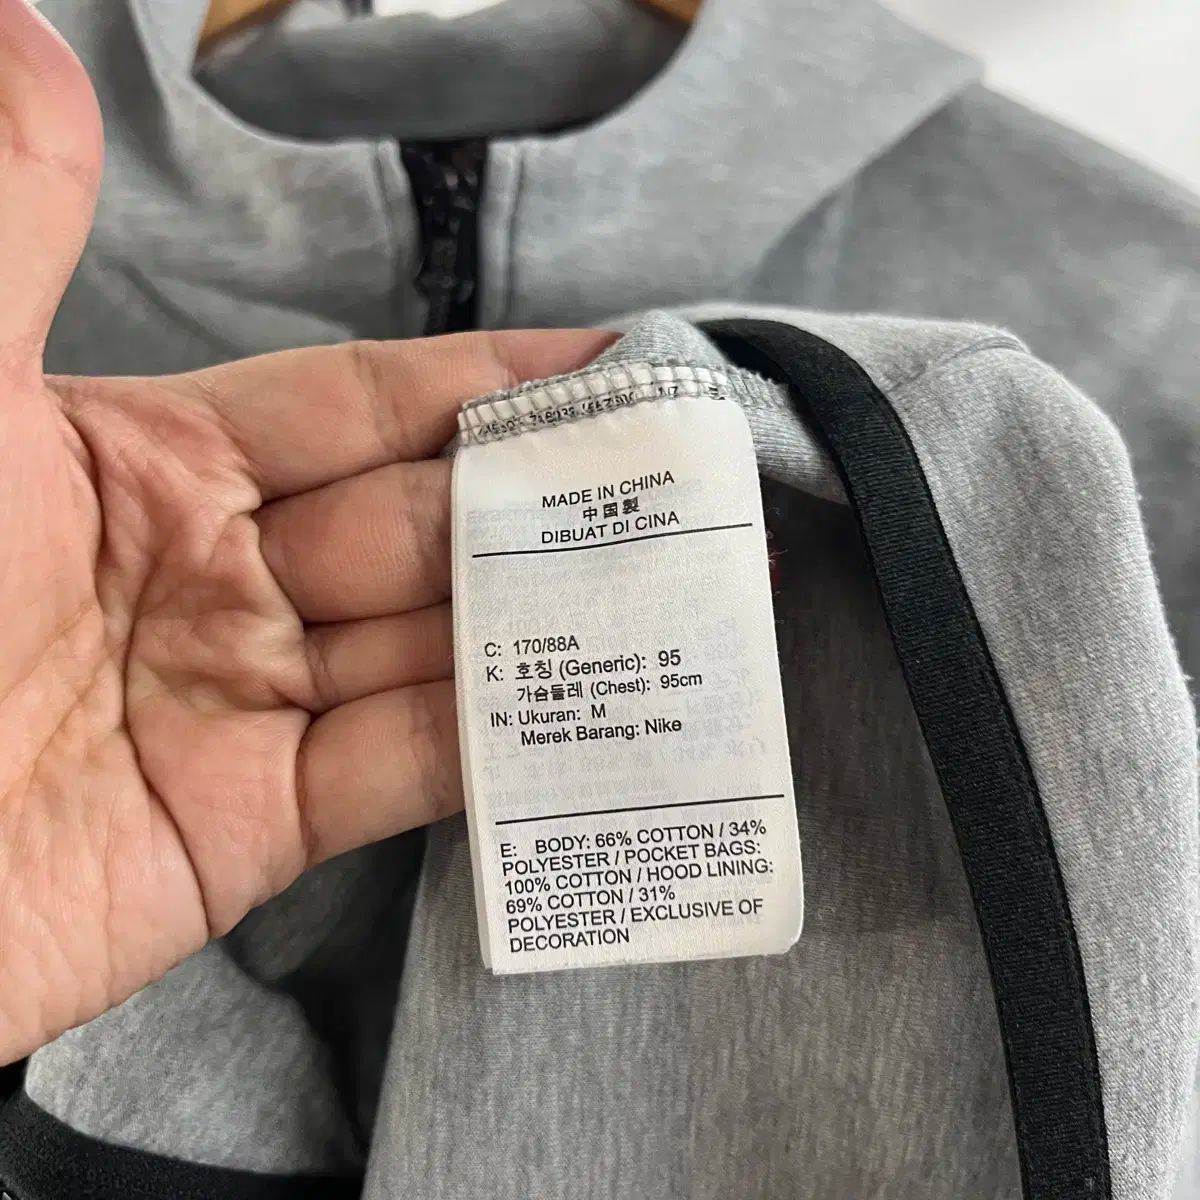 MADE IN CHINA
中国製
DIBUAT DI CINA
C: 170/88A
K: 호칭 (Generic): 95
가슴둘레 (Chest): 95cm
IN: Ukuran: M
Merek Barang: Nike
E: BODY: 66% COTTON / 34%
POLYESTER / POCKET BAGS:
100% COTTON / HOOD LINING:
69% COTTON / 31%
POLYESTER / EXCLUSIVE OF
DECORATION